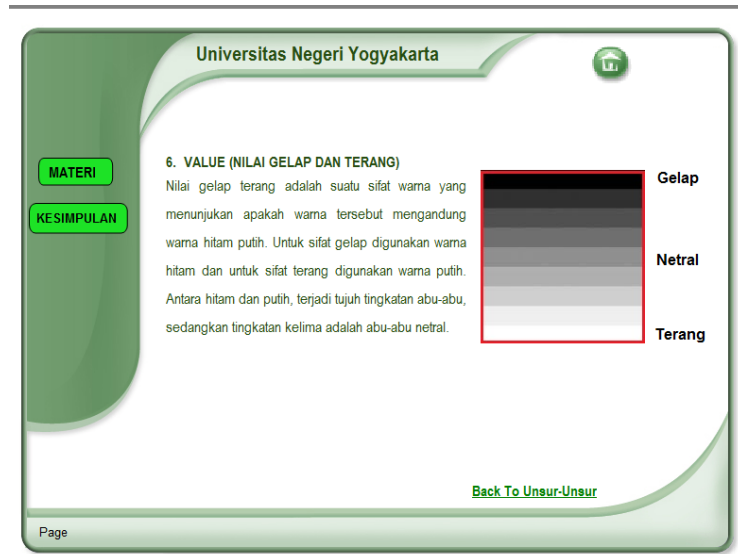 Universitas Negeri Yogyakarta
MATERI
KESIMPULAN
6. VALUE (NILAI GELAP DAN TERANG)
Nilai gelap terang adalah suatu sifat warna yang
menunjukan apakah warna tersebut mengandung
warna hitam putih. Untuk sifat gelap digunakan warna
hitam dan untuk sifat terang digunakan warna putih.
Antara hitam dan putih, terjadi tujuh tingkatan abu-abu,
sedangkan tingkatan kelima adalah abu-abu netral.
Gelap
Netral
Terang
Back To Unsur-Unsur
Page